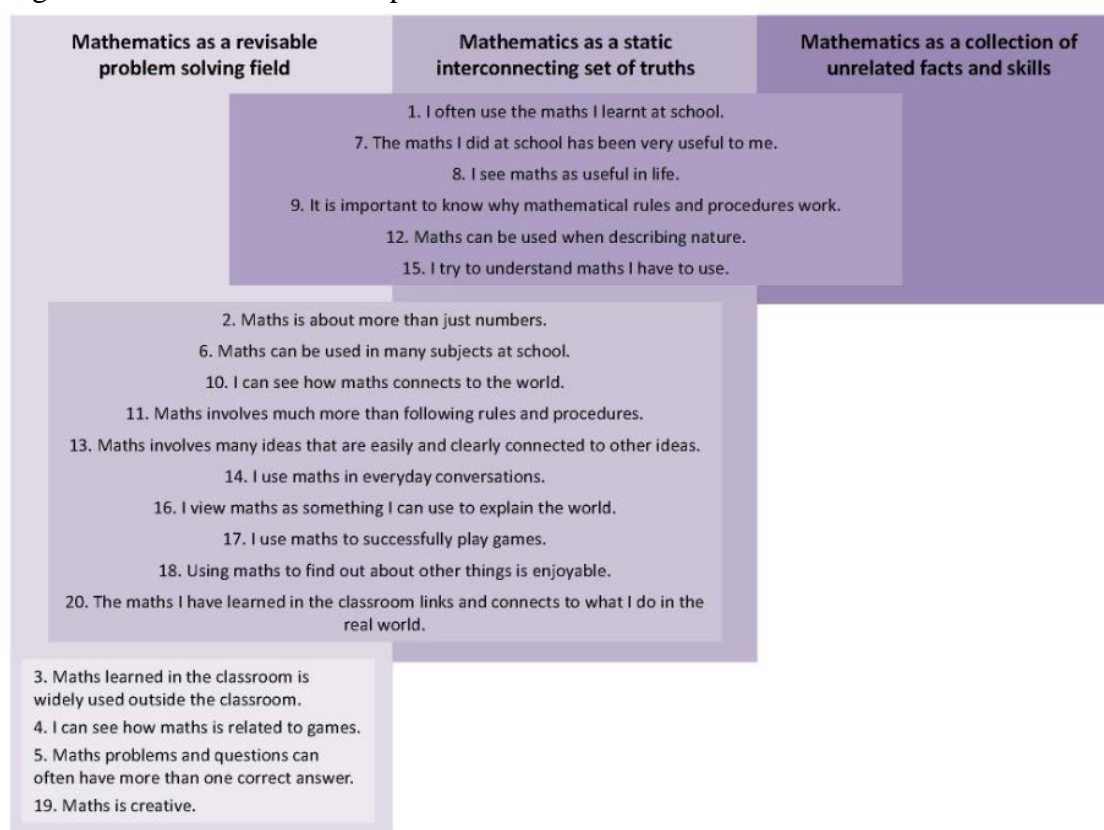 Mathematics as a revisable
problem solving field
Mathematics as a static
interconnecting set of truths
Mathematics as a collection of
unrelated facts and skills
1. I often use the maths I learnt at school.
7. The maths I did at school has been very useful to me.
8. I see maths as useful in life.
9. It is important to know why mathematical rules and procedures work.
12. Maths can be used when describing nature.
15. I try to understand maths I have to use.
2. Maths is about more than just numbers.
6. Maths can be used in many subjects at school.
10. I can see how maths connects to the world.
11. Maths involves much more than following rules and procedures.
13. Maths involves many ideas that are easily and clearly connected to other ideas.
14. I use maths in everyday conversations.
16. I view maths as something I can use to explain the world.
17. I use maths to successfully play games.
18. Using maths to find out about other things is enjoyable.
20. The maths I have learned in the classroom links and connects to what I do in the
real world.
3. Maths learned in the classroom is
widely used outside the classroom.
4. I can see how maths is related to games.
5. Maths problems and questions can
often have more than one correct answer.
19. Maths is creative.